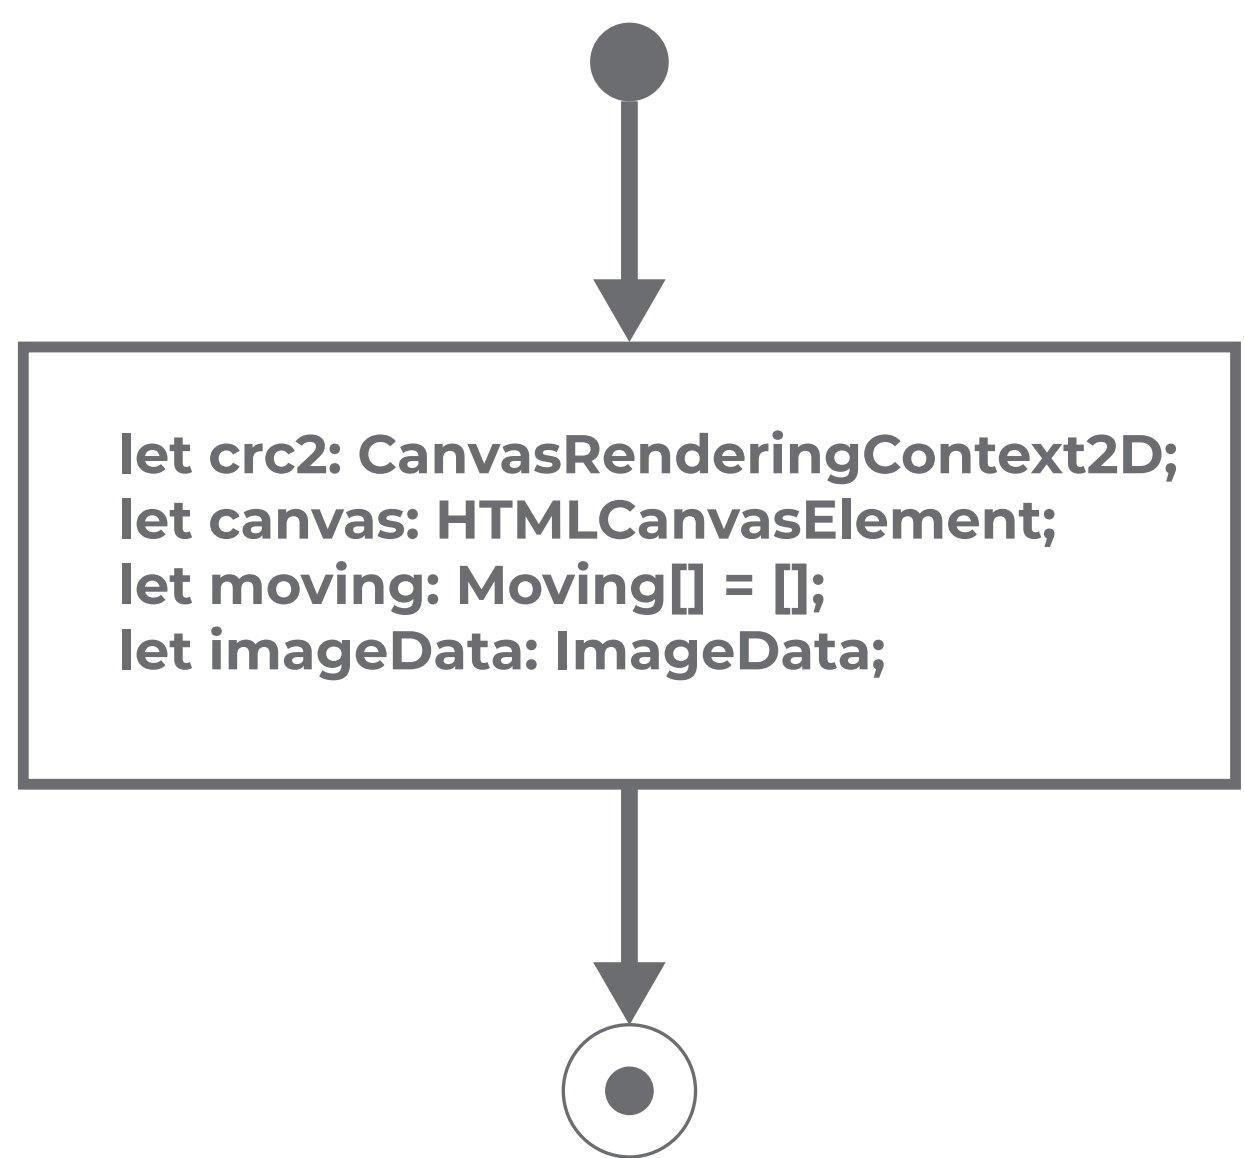 let crc2: CanvasRenderingContext2D;
let canvas: HTMLCanvasElement;
let moving: Moving[] = [];
let imageData: ImageData;